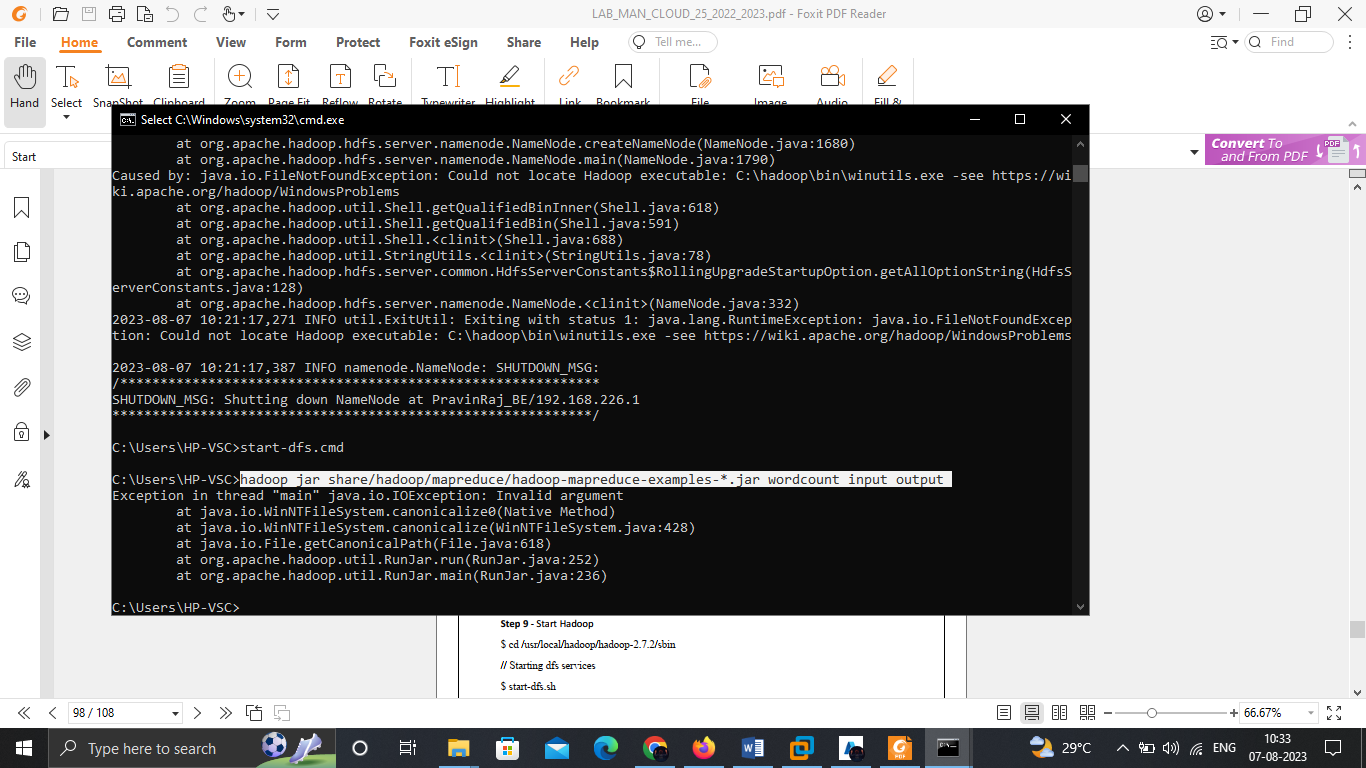 LAB_MAN_CLOUD_25_2022_2023.pdf - Foxit PDF Reader
File Home Comment View Form Protect Foxit eSign Share Help Tell me... Find
Hand Select SnapShot Clipboard Zoom Page Fit Reflow Rotate Typewriter Highlight Link Bookmark File Image Audio Fill &
Select C:\Windows\system32\cmd.exe
Start
Convert To
and From PDF
PDF
at org.apache.hadoop.hdfs.server.namenode.NameNode.createNameNode(NameNode.java:1680)
at org.apache.hadoop.hdfs.server.namenode.NameNode.main(NameNode.java:1790)
Caused by: java.io.FileNotFoundException: Could not locate Hadoop executable: C:\hadoop\bin\winutils.exe -see https://wi
ki.apache.org/hadoop/WindowsProblems
at org.apache.hadoop.util.Shell.getQualifiedBinInner(Shell.java:618)
at org.apache.hadoop.util.Shell.getQualifiedBin(Shell.java:591)
at org.apache.hadoop.util.Shell.<clinit>(Shell.java:688)
at org.apache.hadoop.util.StringUtils.<clinit>(StringUtils.java:78)
at org.apache.hadoop.hdfs.server.common.HdfsServerConstants$RollingUpgradeStartupOption.getAllOptionString(HdfsS
erverConstants.java:128)
at org.apache.hadoop.hdfs.server.namenode.NameNode.<clinit>(NameNode.java:332)
2023-08-07 10:21:17,271 INFO util.ExitUtil: Exiting with status 1: java.lang.RuntimeException: java.io.FileNotFoundExcep
tion: Could not locate Hadoop executable: C:\hadoop\bin\winutils.exe -see https://wiki.apache.org/hadoop/WindowsProblems
2023-08-07 10:21:17,387 INFO namenode.NameNode: SHUTDOWN_MSG:
/************************************************************
SHUTDOWN_MSG: Shutting down NameNode at PravinRaj_BE/192.168.226.1
************************************************************/
C:\Users\HP-VSC>start-dfs.cmd
C:\Users\HP-VSC>hadoop jar share/hadoop/mapreduce/hadoop-mapreduce-examples-*.jar wordcount input output
Exception in thread "main" java.io.IOException: Invalid argument
at java.io.WinNTFileSystem.canonicalize0(Native Method)
at java.io.WinNTFileSystem.canonicalize(WinNTFileSystem.java:428)
at java.io.File.getCanonicalPath(File.java:618)
at org.apache.hadoop.util.RunJar.run(RunJar.java:252)
at org.apache.hadoop.util.RunJar.main(RunJar.java:236)
C:\Users\HP-VSC>
Step 9 - Start Hadoop
$ cd /usr/local/hadoop/hadoop-2.7.2/sbin
// Starting dfs services
$ start-dfs.sh
98 / 108
66.67%
Type here to search
29°C
ENG
10:33
07-08-2023